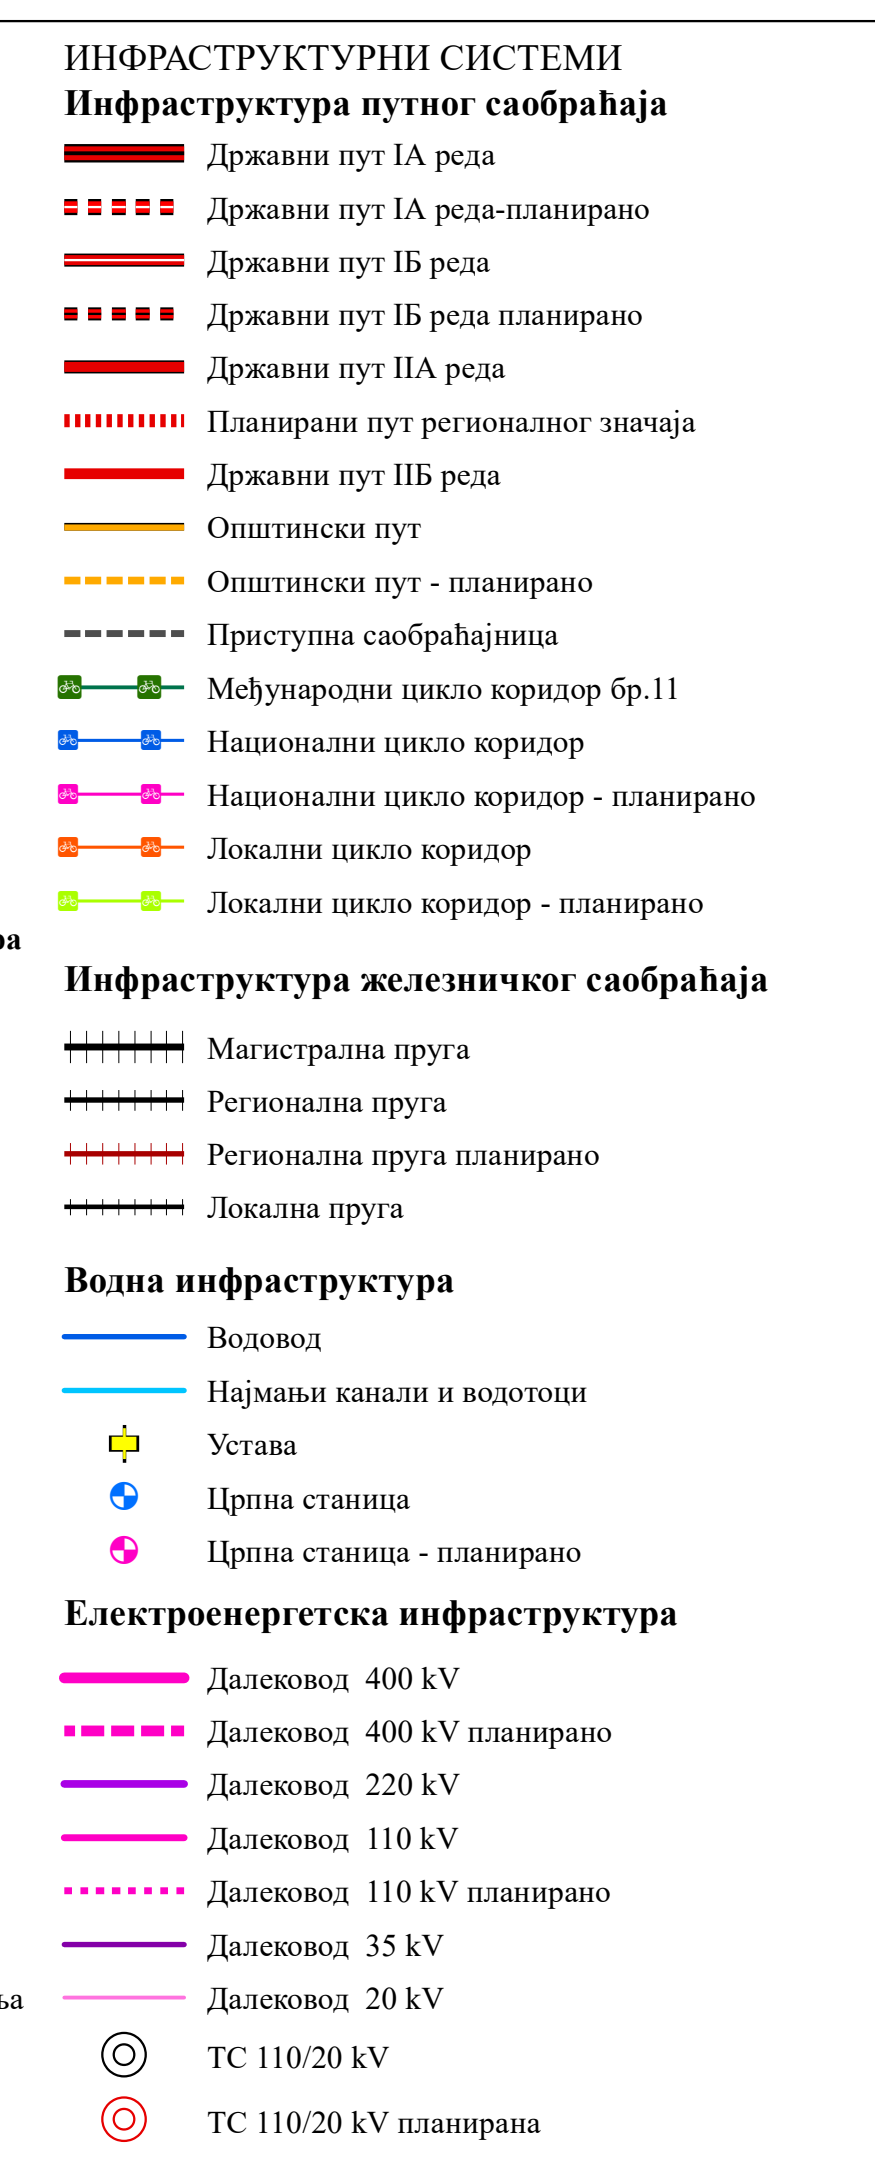 ИНФРАСТРУКТУРНИ СИСТЕМИ
Инфраструктура путног саобраћаја
Државни пут IА реда
Државни пут IА реда-планирано
Државни пут IБ реда
Државни пут IБ реда планирано
Државни пут IIА реда
Планирани пут регионалног значаја
Државни пут IIБ реда
Општински пут
Општински пут - планирано
Приступна саобраћајница
Међународни цикло коридор бр.11
Национални цикло коридор
Национални цикло коридор - планирано
Локални цикло коридор
Локални цикло коридор - планирано
ра
Инфраструктура железничког саобраћаја
Магистрална пруга
Регионална пруга
Регионална пруга планирано
Локална пруга
Водна инфраструктура
Водовод
Најмањи канали и водотоци
Устава
Црпна станица
Црпна станица - планирано
Електроенергетска инфраструктура
Далековод 400 kV
Далековод 400 kV планирано
Далековод 220 kV
Далековод 110 kV
Далековод 110 kV планирано
Далековод 35 kV
ња Далековод 20 kV
ТС 110/20 kV
ТС 110/20 kV планирана